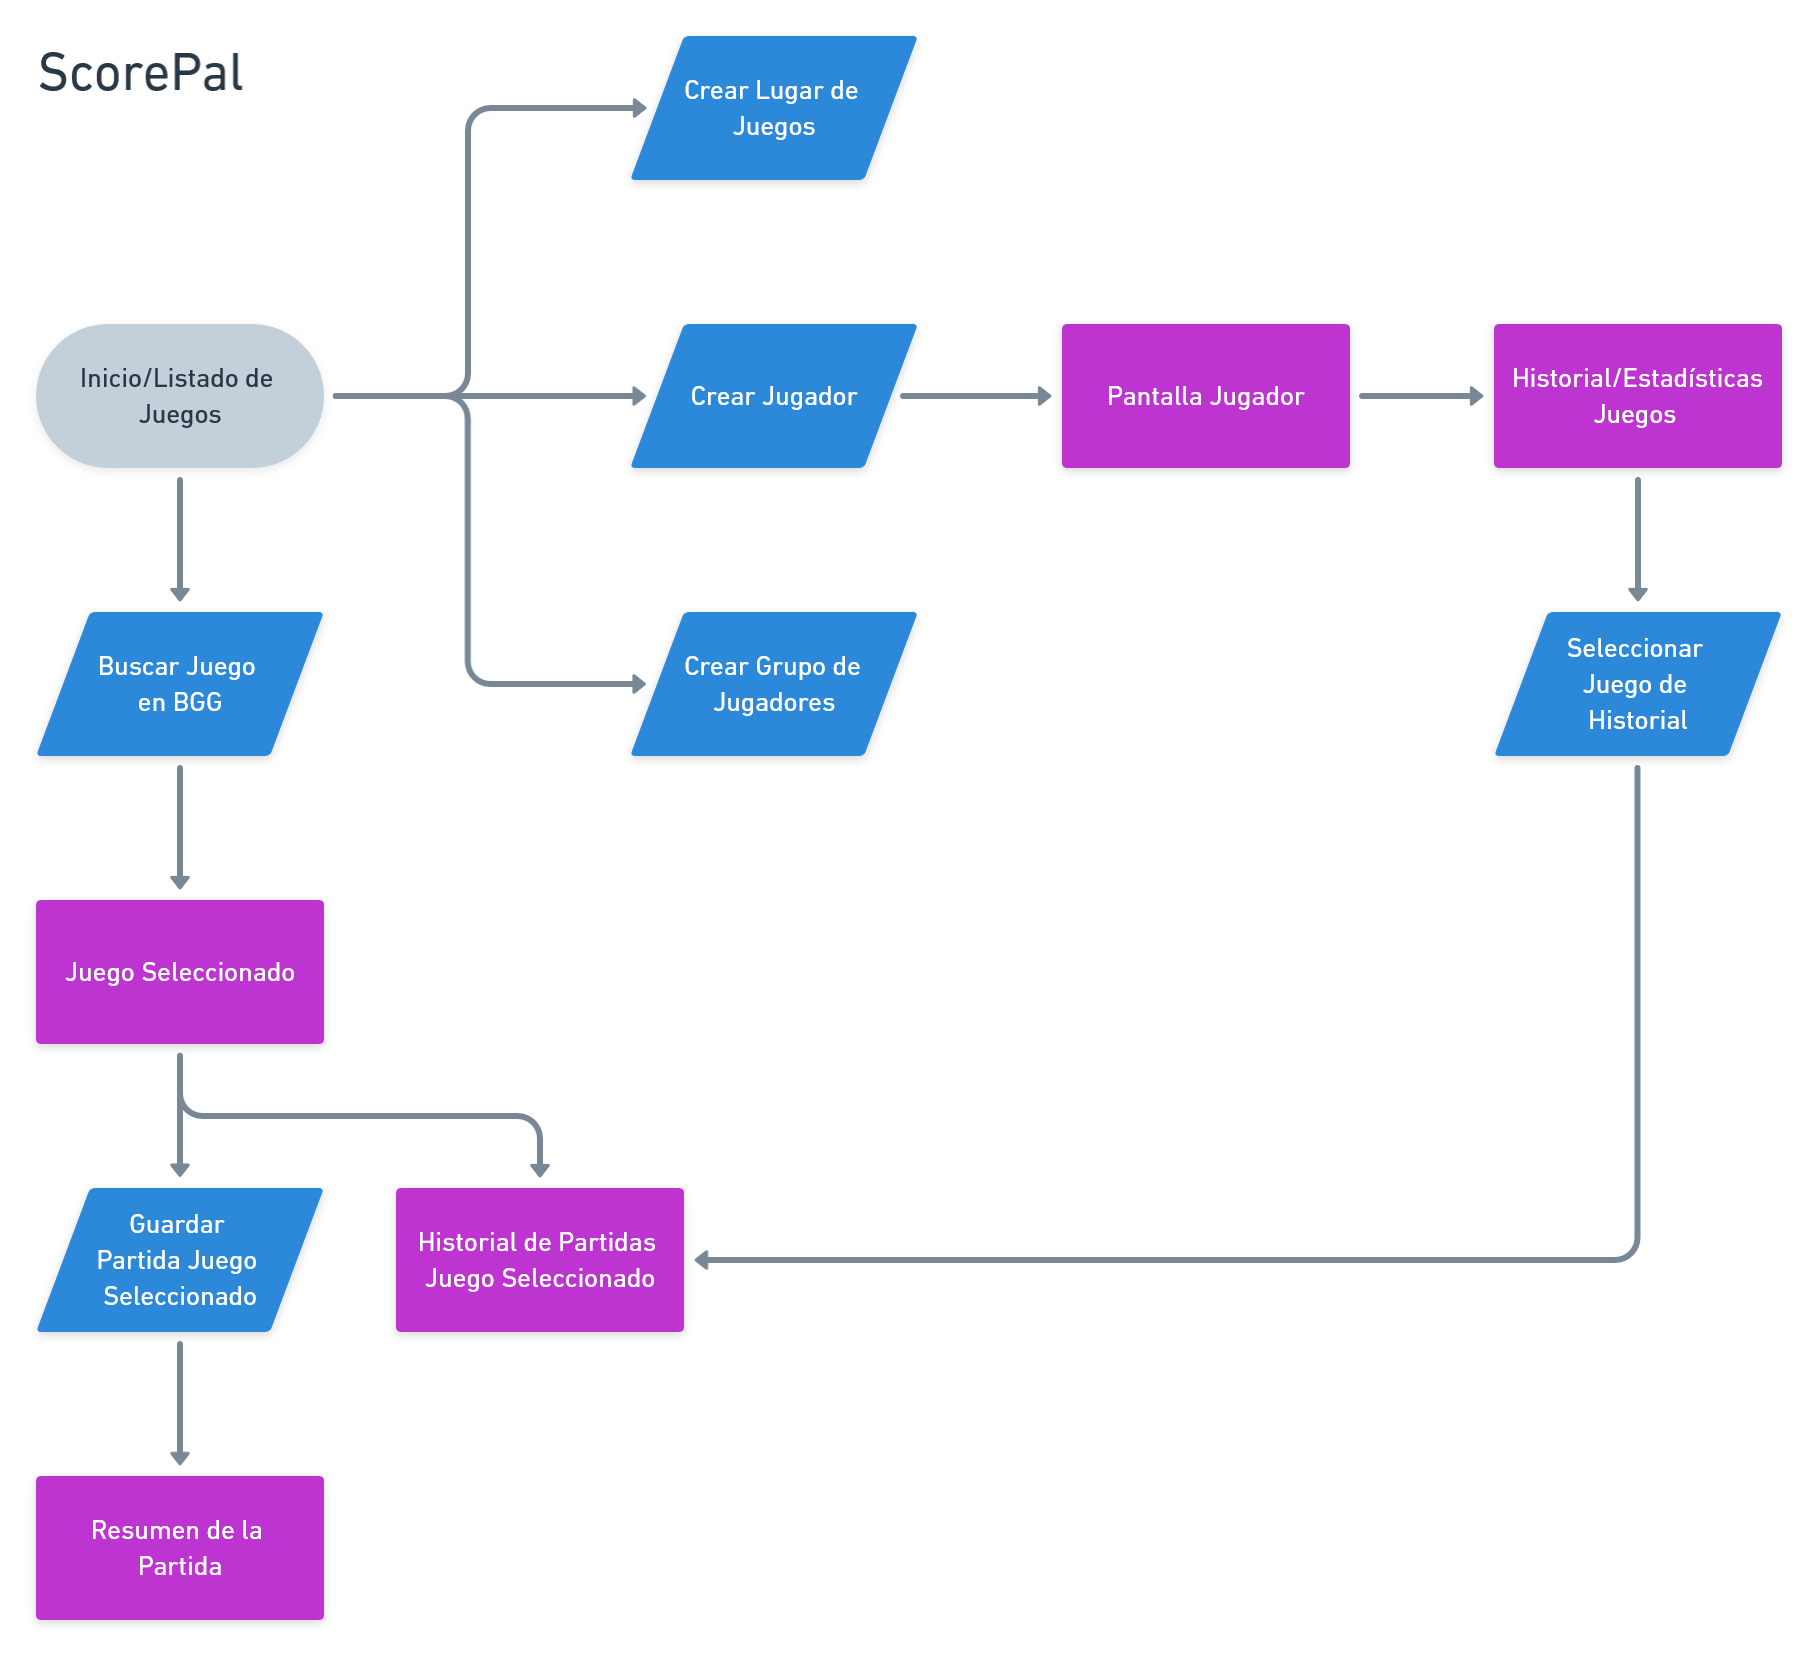 ScorePal
Crear Lugar de
Juegos
Inicio/Listado de
Juegos
Crear Jugador
Pantalla Jugador
Historial/Estadísticas
Juegos
Buscar Juego
en BGG
Crear Grupo de
Jugadores
Seleccionar
Juego de
Historial
Juego Seleccionado
Guardar
Partida Juego
Seleccionado
Historial de Partidas
Juego Seleccionado
Resumen de la
Partida